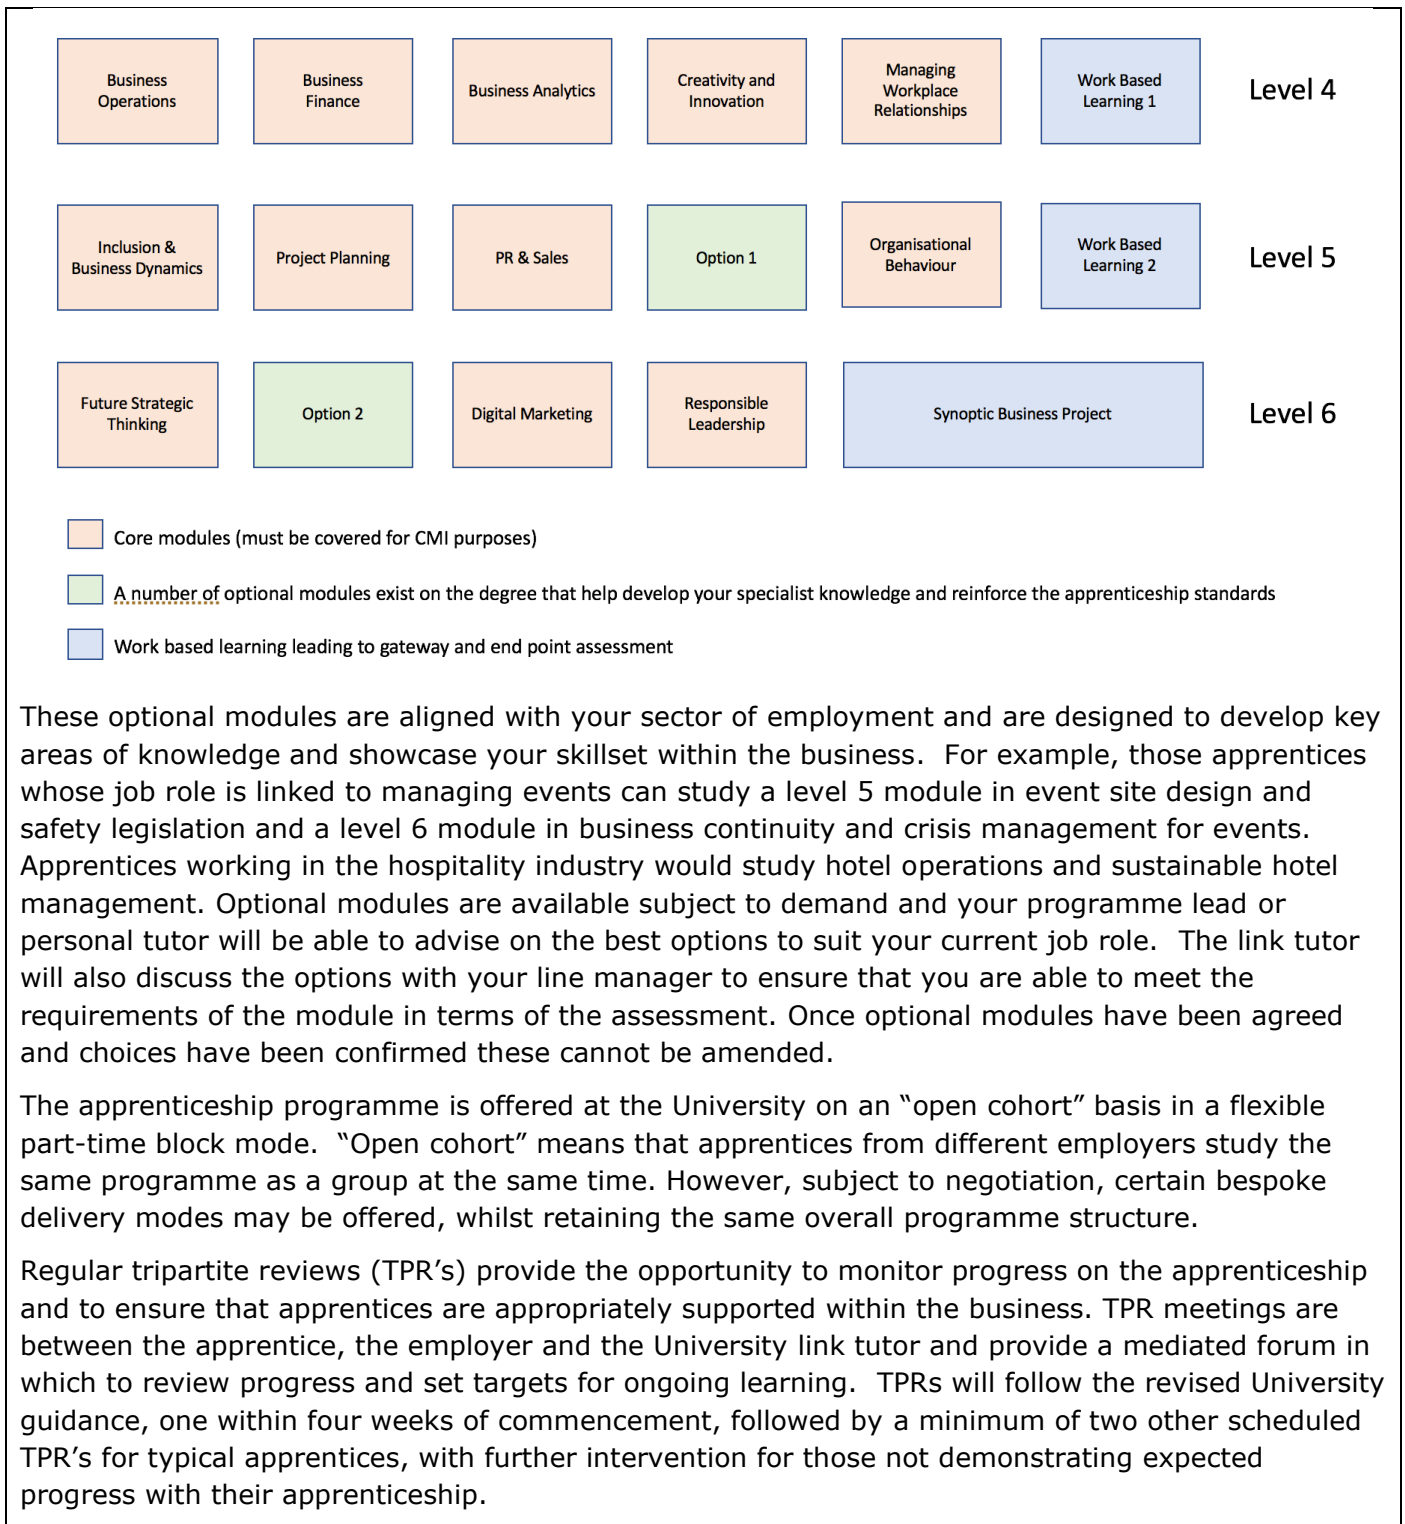 Business
Operations
Business
Finance
Business Analytics
Creativity and
Innovation
Managing
Workplace
Relationships
Work Based
Learning 1
Level 4
Inclusion &
Business Dynamics
Project Planning
PR & Sales
Option 1
Organisational
Behaviour
Work Based
Learning 2
Level 5
Future Strategic
Thinking
Option 2
Digital Marketing
Responsible
Leadership
Synoptic Business Project
Level 6
Core modules (must be covered for CMI purposes)
A number of optional modules exist on the degree that help develop your specialist knowledge and reinforce the apprenticeship standards
Work based learning leading to gateway and end point assessment
These optional modules are aligned with your sector of employment and are designed to develop key
areas of knowledge and showcase your skillset within the business.  For example, those apprentices
whose job role is linked to managing events can study a level 5 module in event site design and
safety legislation and a level 6 module in business continuity and crisis management for events.
Apprentices working in the hospitality industry would study hotel operations and sustainable hotel
management. Optional modules are available subject to demand and your programme lead or
personal tutor will be able to advise on the best options to suit your current job role.  The link tutor
will also discuss the options with your line manager to ensure that you are able to meet the
requirements of the module in terms of the assessment. Once optional modules have been agreed
and choices have been confirmed these cannot be amended.
The apprenticeship programme is offered at the University on an “open cohort” basis in a flexible
part-time block mode.  “Open cohort” means that apprentices from different employers study the
same programme as a group at the same time. However, subject to negotiation, certain bespoke
delivery modes may be offered, whilst retaining the same overall programme structure.
Regular tripartite reviews (TPR’s) provide the opportunity to monitor progress on the apprenticeship
and to ensure that apprentices are appropriately supported within the business. TPR meetings are
between the apprentice, the employer and the University link tutor and provide a mediated forum in
which to review progress and set targets for ongoing learning.  TPRs will follow the revised University
guidance, one within four weeks of commencement, followed by a minimum of two other scheduled
TPR’s for typical apprentices, with further intervention for those not demonstrating expected
progress with their apprenticeship.